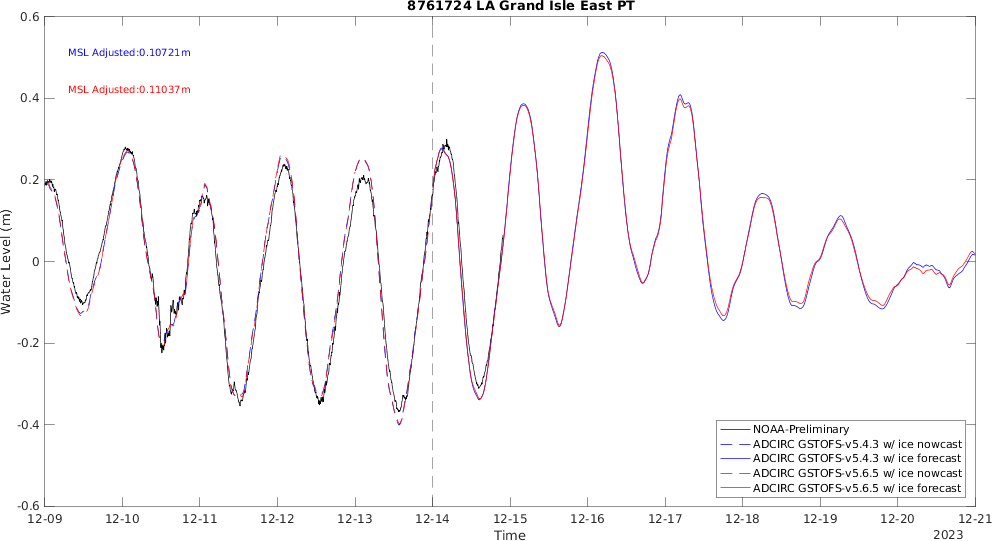 8761724 LA Grand Isle East PT
0.6
MSL Adjusted:0.10721m
MSL Adjusted:0.11037m
0.4
0.2
0
-0.2
-0.4
-0.6
Water Level (m)
NOAA-Preliminary
ADCIRC GSTOFS-v5.4.3 w/ ice nowcast
ADCIRC GSTOFS-v5.4.3 w/ ice forecast
ADCIRC GSTOFS-v5.6.5 w/ ice nowcast
ADCIRC GSTOFS-v5.6.5 w/ ice forecast
12-09 12-10 12-11 12-12 12-13 12-14 12-15 12-16 12-17 12-18 12-19 12-20 12-21
Time
2023